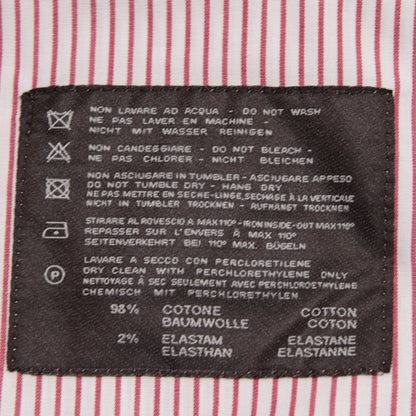 NON LAVARE AD ACQUA - DO NOT WASH
NE PAS LAVER EN MACHINE -
NICHT MIT WASSER REINIGEN
NON CANDEGGIARE - DO NOT BLEACH -
NE PAS CHLORER - NICHT BLEICHEN
NON ASCIUGARE IN TUMBLER - ASCIUGARE APPESO
DO NOT TUMBLE DRY - HANG DRY
NE PAS METTRE EN SECHE-LINGE, SECHAGE À LA VERTICALE
NICHT IN TUMBLER TROCKNEN - AUFHÄNGT TROCKNEN
STIRARE AL ROVESCIO A MAX 110° - IRON INSIDE-OUT MAX 110°
REPASSER SUR L'ENVERS À MAX 110°
SEITENVERKEHRT BEI 110° MAX. BÜGELN
P
LAVARE A SECCO CON PERCLORETILENE
DRY CLEAN WITH PERCHLORETHYLENE ONLY
NETTOYAGE À SEC SEULEMENT AVEC PERCHLOROETHYLENE
CHEMISCH MIT PERCHLORETHYLEN
98% COTONE COTTON
BAUMWOLLE COTON
2% ELASTAM ELASTANE
ELASTHAN ELASTANNE